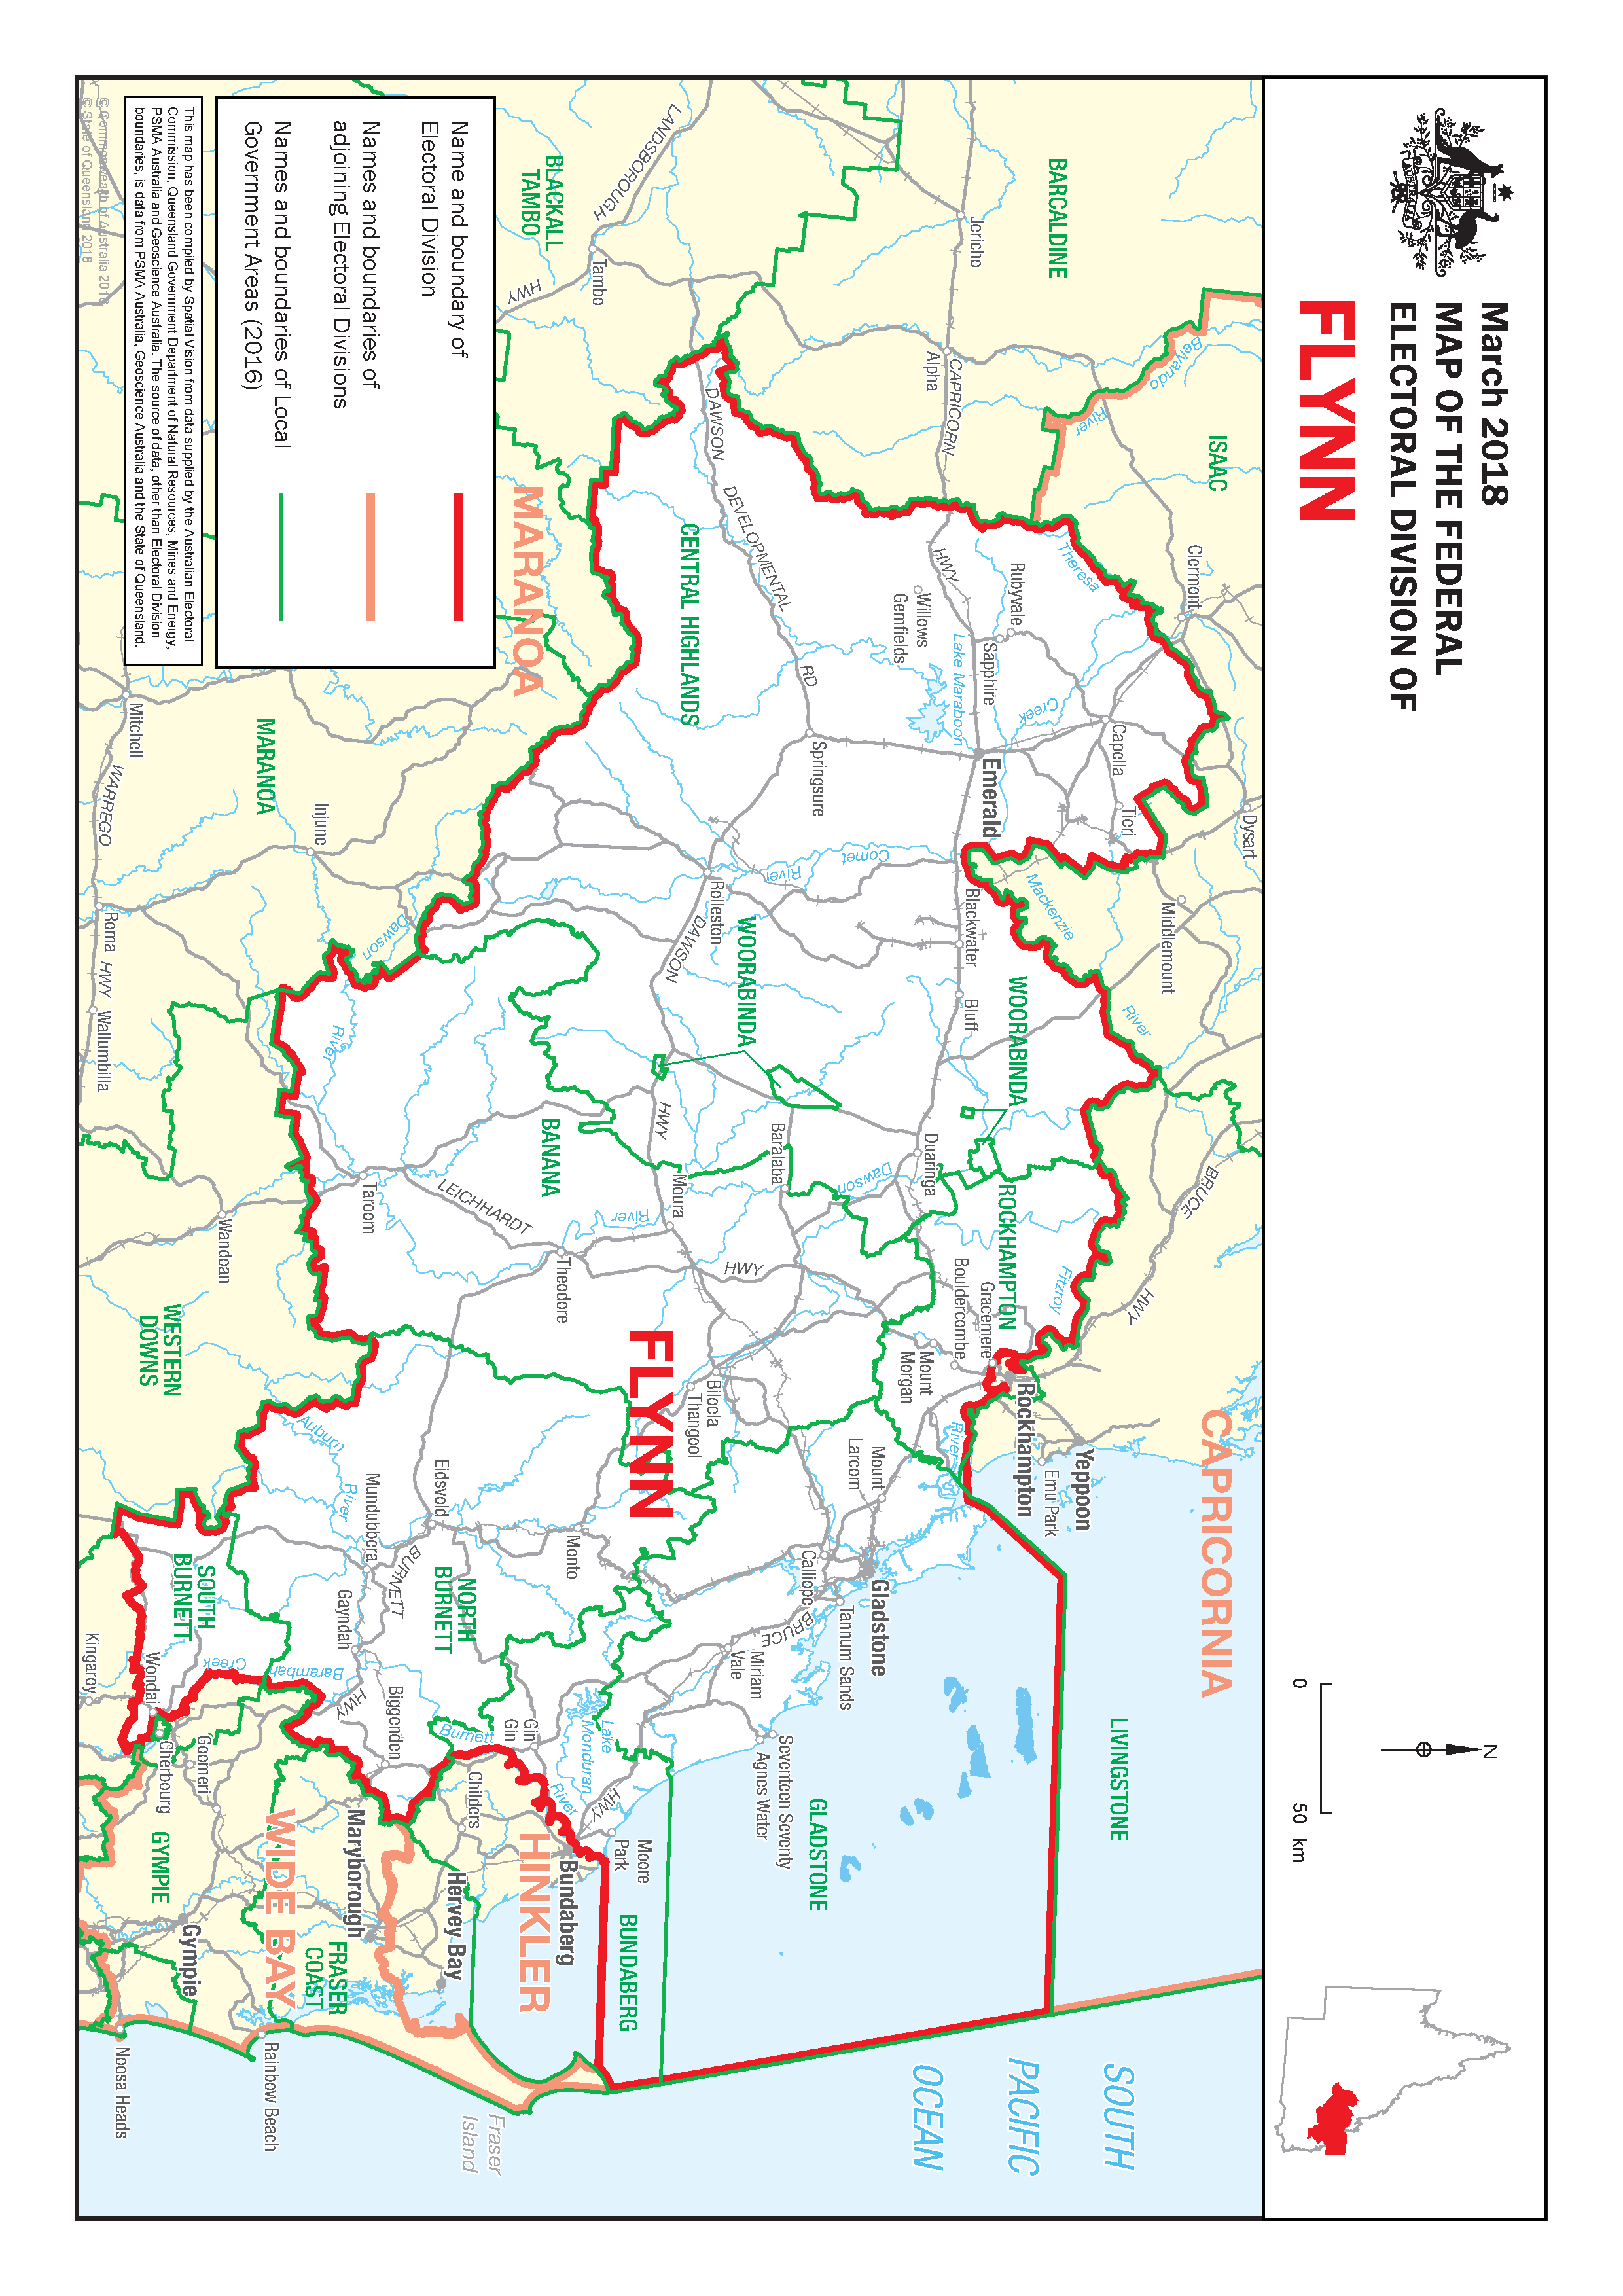 March 2018
MAP OF THE FEDERAL
ELECTORAL DIVISION OF
FLYNN
AUSTRALIA
N
0 50 km
BARCALDINE
ISAAC
CAPRICORNIA
LIVINGSTONE
SOUTH
PACIFIC
OCEAN
Belyando
River
Clermont
Dysart
Middlemount
River
BRUCE
HWY
Jericho
Alpha
CAPRICORN
HWY
Theresa
Creek
Rubyvale
Sapphire
Willows
Gemfields
Lake Maraboon
Capella
Tieri
Emerald
Mackenzie
Blackwater
Bluff
WOORABINDA
Duaringa
ROCKHAMPTON
Fitzroy
River
Gracemere
Bouldercombe
Mount
Morgan
Rockhampton
Yeppoon
Emu Park
LANDSBOROUGH
HWY
BLACKALL
TAMBO
Tambo
DAWSON
DEVELOPMENTAL
RD
CENTRAL HIGHLANDS
Springsure
Comet
River
Rolleston
DAWSON
HWY
WOORABINDA
Baralaba
Dawson
River
Moura
HWY
BANANA
LEICHHARDT
Theodore
Taroom
FLYNN
Biloela
Thangool
Mount
Larcom
Calliope
Gladstone
Tannum Sands
BRUCE
HWY
Miriam
Vale
Seventeen Seventy
Agnes Water
GLADSTONE
MARANOA
MARANOA
Injune
Mitchell
WARREGO
HWY
Roma
Wallumbilla
Dawson
River
Wandoan
WESTERN
DOWNS
Auburn
River
Eidsvold
Mundubbera
Monto
BURNETT
HWY
NORTH
BURNETT
Gayndah
Biggenden
Barambah
Creek
SOUTH
BURNETT
Wondai
Kingaroy
Cherbourg
Goomeri
Lake
Monduran
Gin
Gin
Burnett
River
Moore
Park
BUNDABERG
Bundaberg
HINKLER
Childers
Hervey Bay
Maryborough
FRASER
COAST
WIDE BAY
GYMPIE
Gympie
Rainbow Beach
Noosa Heads
Fraser
Island
Name and boundary of
Electoral Division
Names and boundaries of
adjoining Electoral Divisions
Names and boundaries of Local
Government Areas (2016)
This map has been compiled by Spatial Vision from data supplied by the Australian Electoral
Commission, Queensland Government Department of Natural Resources, Mines and Energy,
PSMA Australia and Geoscience Australia. The source of data, other than Electoral Division
boundaries, is data from PSMA Australia, Geoscience Australia and the State of Queensland.
© Commonwealth of Australia 2018
© State of Queensland 2018